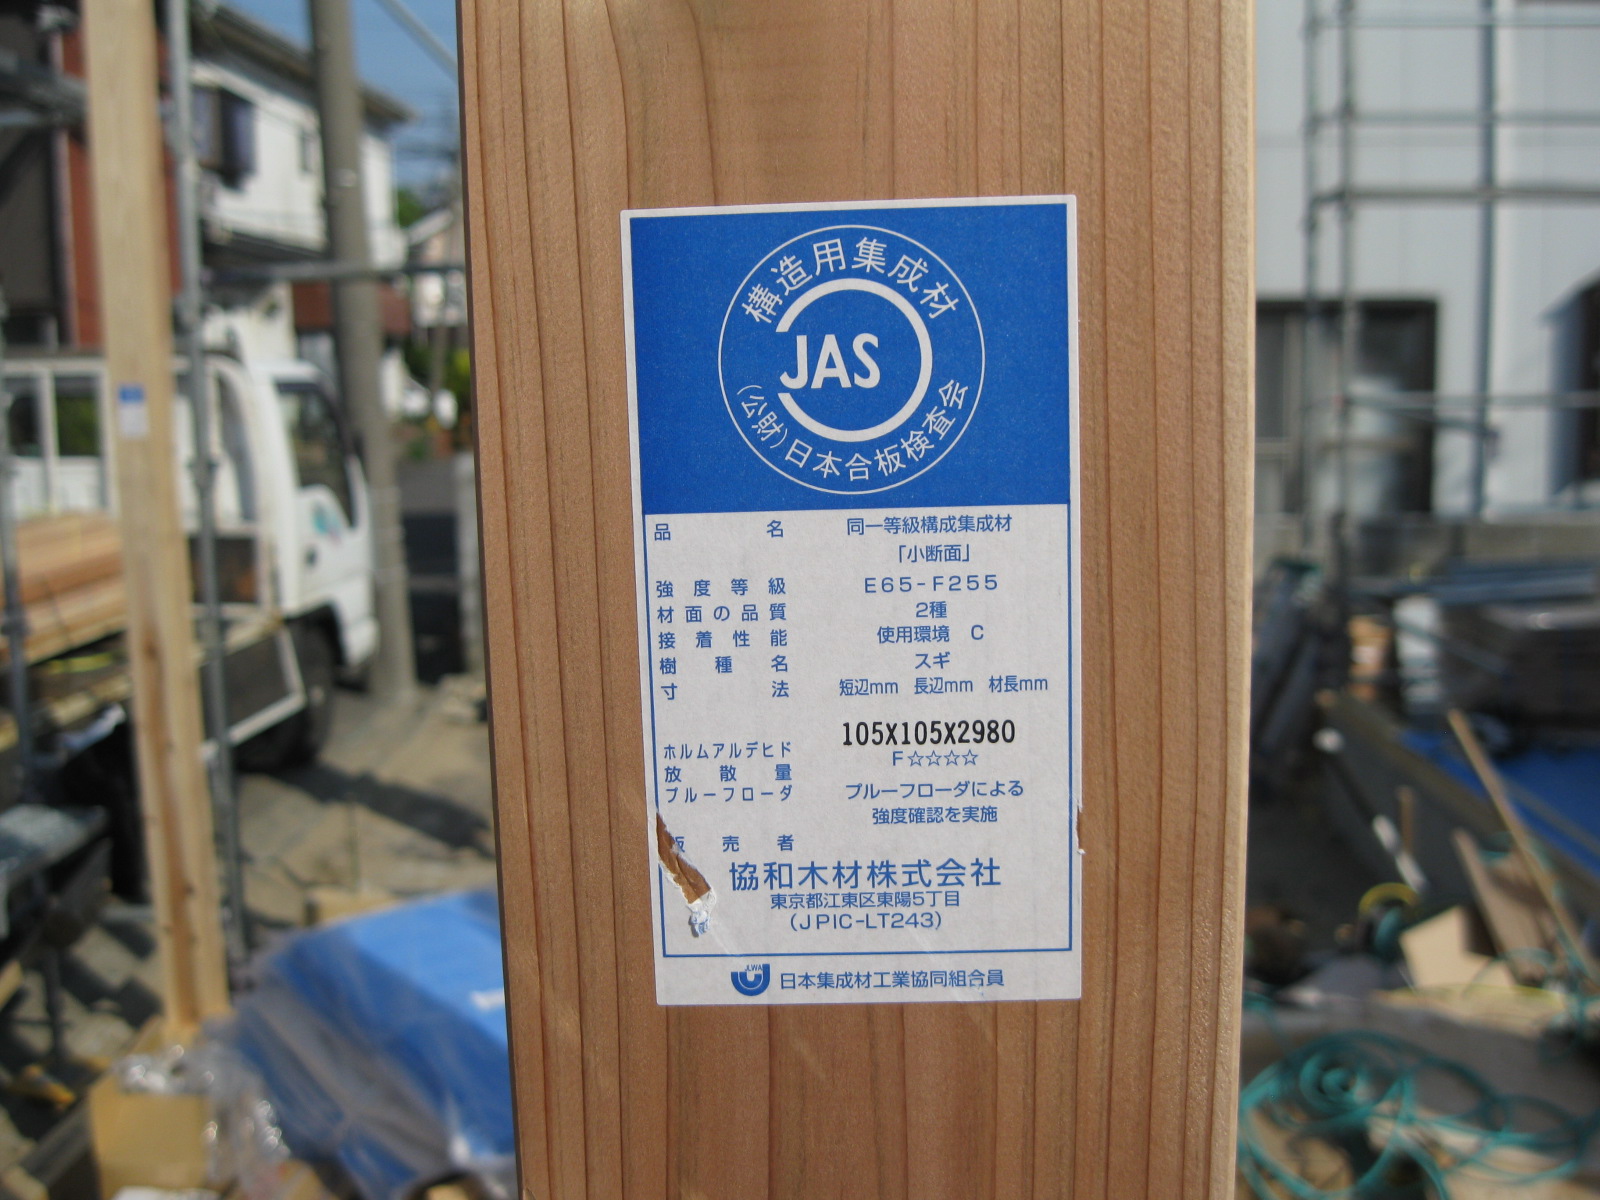 構造用集成材
JAS
(公財)日本合板検査会
品名 同一等級構成集成材
「小断面」
強度等級 E65-F255
材面の品質 2種
接着性能 使用環境 C
樹種名 スギ
寸法 短辺mm 長辺mm 材長mm
105X105X2980
ホルムアルデヒド
放散量 F☆☆☆☆
プルーフローダ プルーフローダによる
強度確認を実施
販売者
協和木材株式会社
東京都江東区東陽5丁目
(JPIC-LT243)
JLWA 日本集成材工業協同組合員